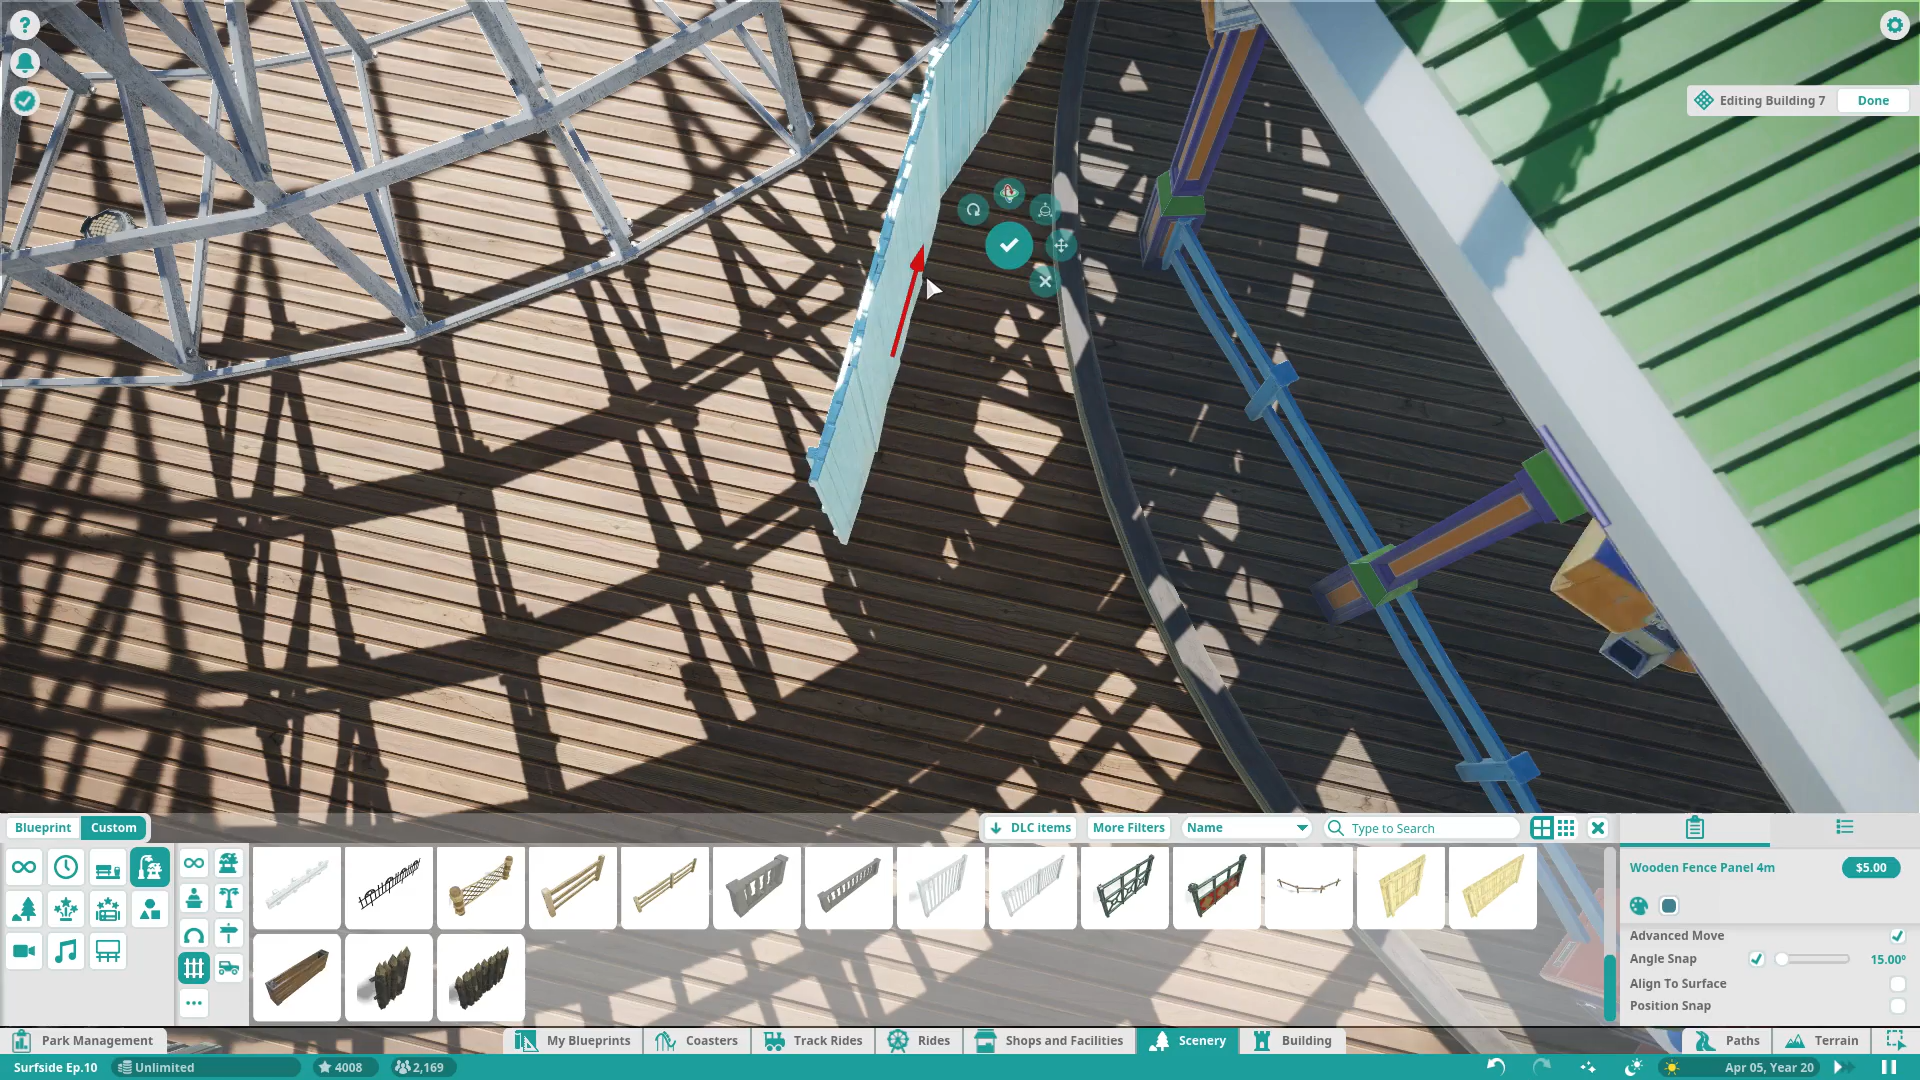 Editing Building 7
Done
Blueprint
Custom
DLC items
More Filters
Name
Type to Search
Wooden Fence Panel 4m
$5.00
Advanced Move
Angle Snap
15.00°
Align To Surface
Position Snap
Park Management
My Blueprints
Coasters
Track Rides
Rides
Shops and Facilities
Scenery
Building
Paths
Terrain
Surfside Ep.10
Unlimited
4008
2,169
Apr 05, Year 20